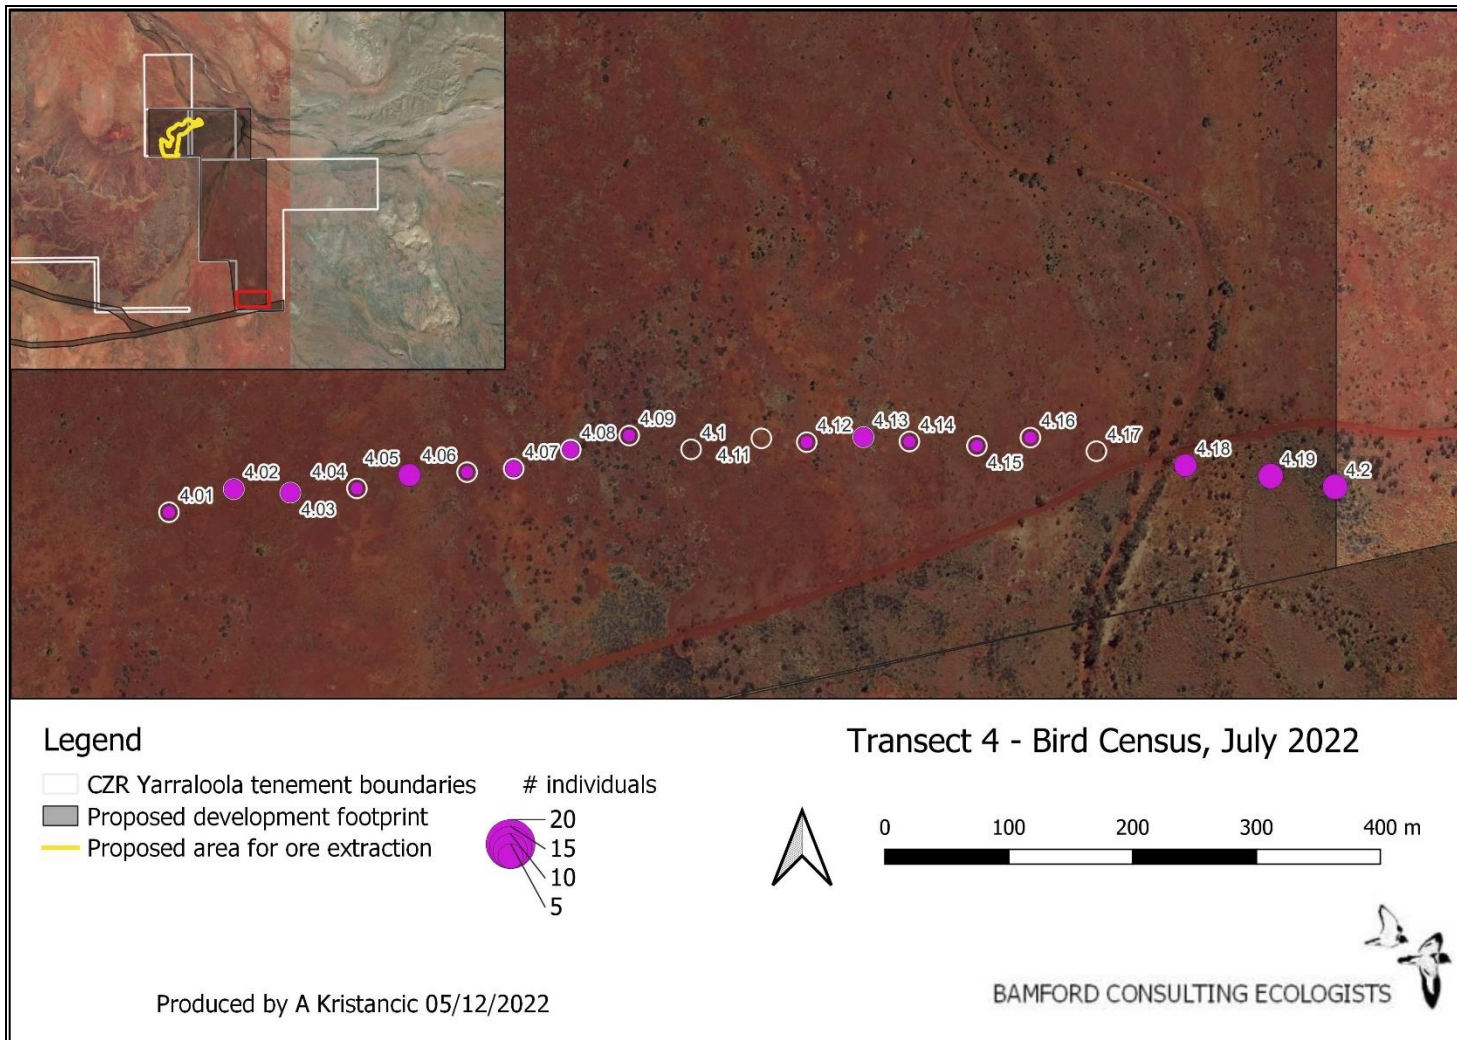 4.01
4.02
4.03
4.04
4.05
4.06
4.07
4.08
4.09
4.1
4.11
4.12
4.13
4.14
4.15
4.16
4.17
4.18
4.19
4.2
Legend
CZR Yarraloola tenement boundaries
Proposed development footprint
Proposed area for ore extraction
# individuals
20
15
10
5
Transect 4 - Bird Census, July 2022
0 100 200 300 400 m
Produced by A Kristancic 05/12/2022
BAMFORD CONSULTING ECOLOGISTS